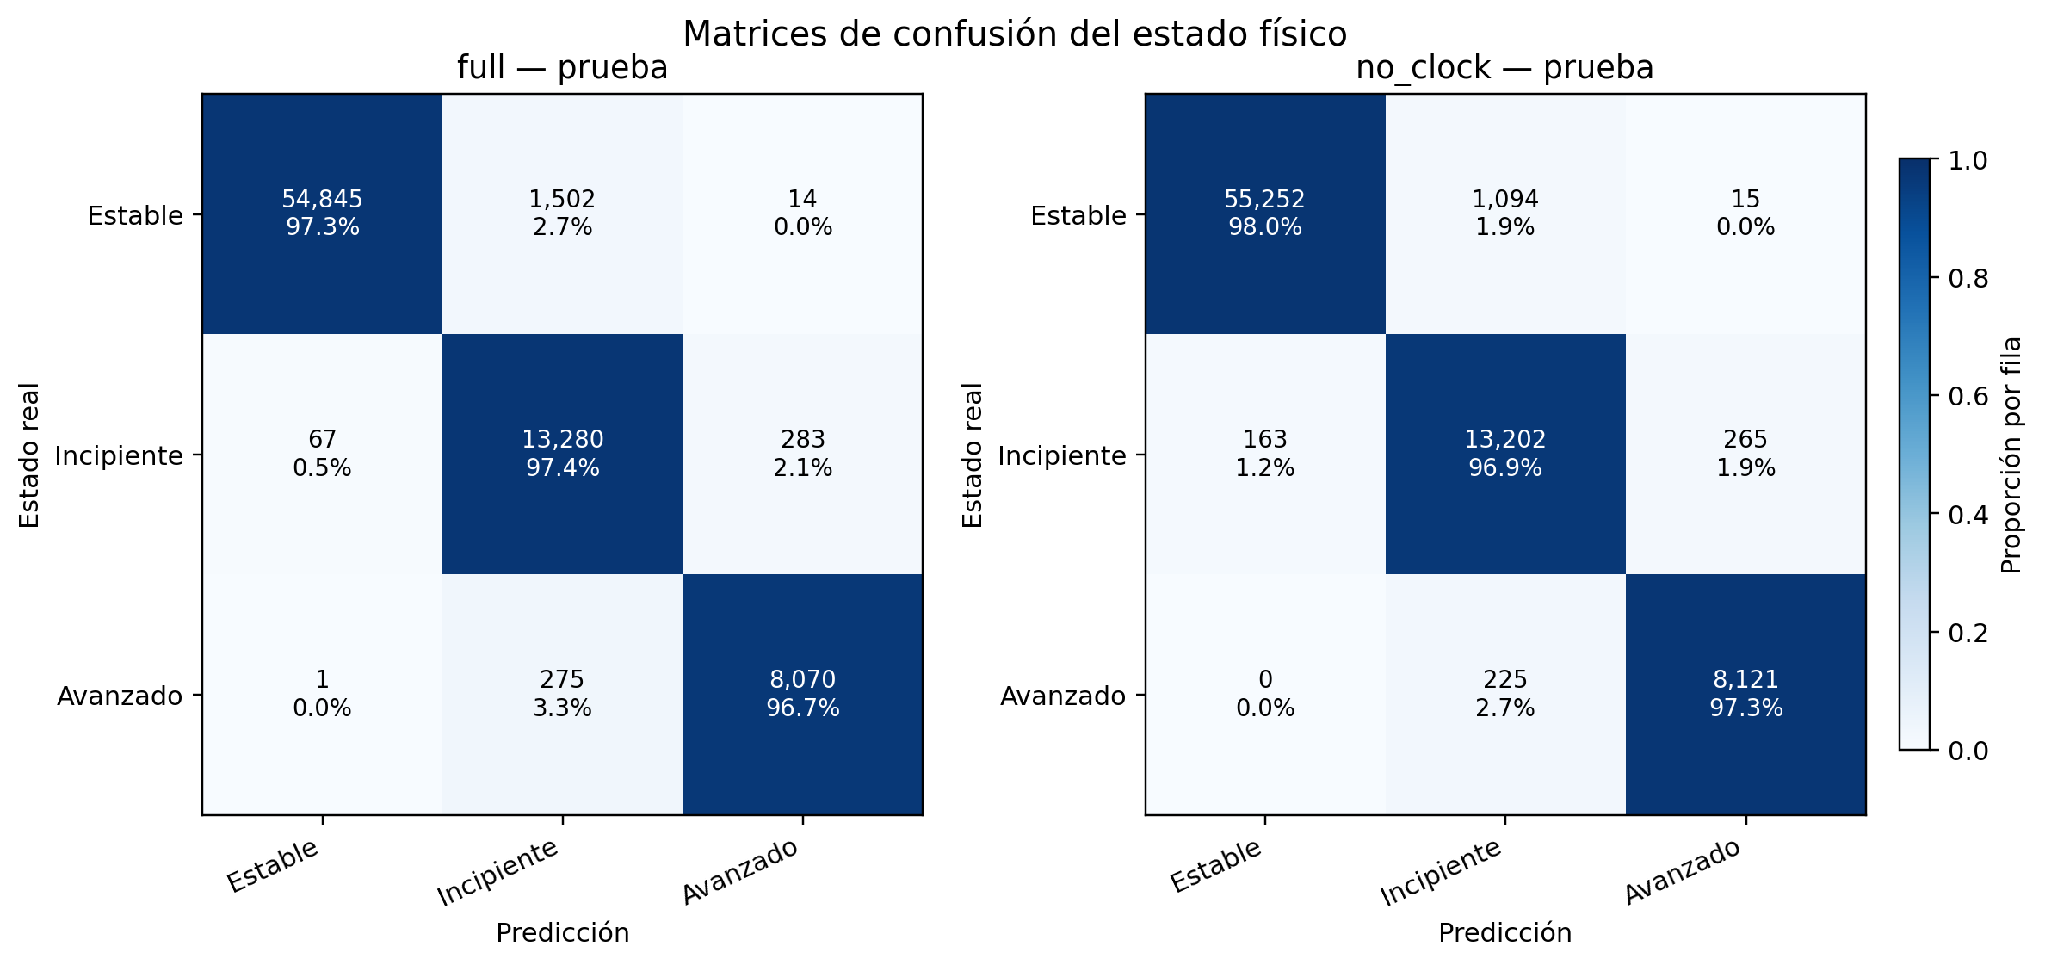 Matrices de confusión del estado físico
full — prueba
Estado real
Estable
54,845
97.3%
1,502
2.7%
14
0.0%
Incipiente
67
0.5%
13,280
97.4%
283
2.1%
Avanzado
1
0.0%
275
3.3%
8,070
96.7%
Estable
Incipiente
Avanzado
Predicción
no_clock — prueba
Estado real
Estable
55,252
98.0%
1,094
1.9%
15
0.0%
Incipiente
163
1.2%
13,202
96.9%
265
1.9%
Avanzado
0
0.0%
225
2.7%
8,121
97.3%
Estable
Incipiente
Avanzado
Predicción
1.0
0.8
0.6
0.4
0.2
0.0
Proporción por fila